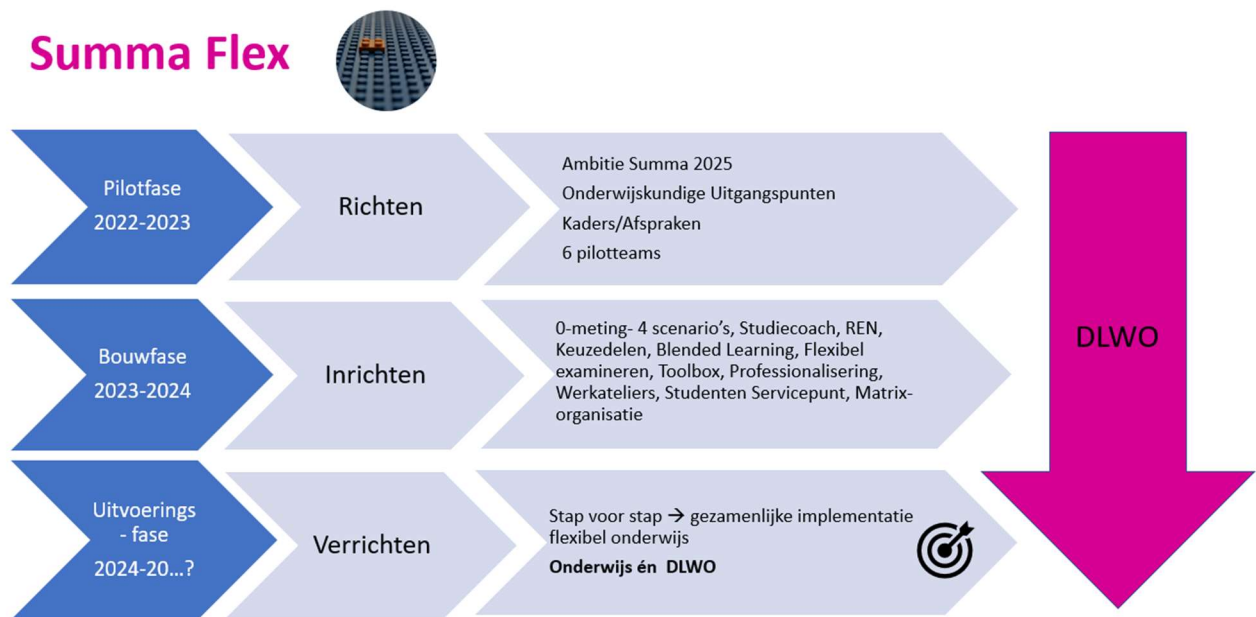 Summa Flex
Pilotfase
2022-2023
Richten
Ambitie Summa 2025
Onderwijskundige Uitgangspunten
Kaders/Afspraken
6 pilotteams
Bouwfase
2023-2024
Inrichten
0-meting- 4 scenario’s, Studiecoach, REN,
Keuzedelen, Blended Learning, Flexibel
examineren, Toolbox, Professionalisering,
Werkateliers, Studenten Servicepunt, Matrix-
organisatie
Uitvoerings
- fase
2024-20...?
Verrichten
Stap voor stap → gezamenlijke implementatie
flexibel onderwijs
Onderwijs én DLWO
DLWO